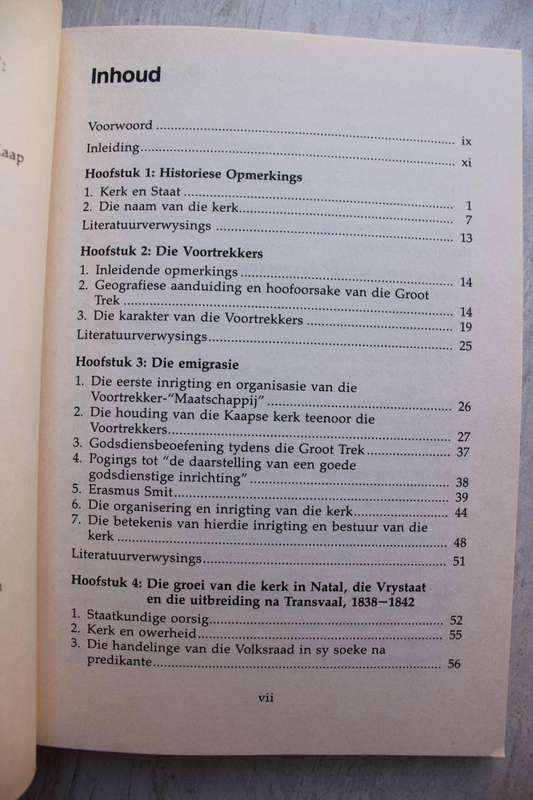 Kaap
Inhoud
Voorwoord ........ ix
Inleiding ........ xi
Hoofstuk 1: Historiese Opmerkings
1. Kerk en Staat ........ 1
2. Die naam van die kerk ........ 7
Literatuurverwysings ........ 13
Hoofstuk 2: Die Voortrekkers
1. Inleidende opmerkings ........ 14
2. Geografiese aanduiding en hoofoorsake van die Groot
Trek ........ 14
3. Die karakter van die Voortrekkers ........ 19
Literatuurverwysings ........ 25
Hoofstuk 3: Die emigrasie
1. Die eerste inrigting en organisasie van die
Voortrekker-“Maatschappij” ........ 26
2. Die houding van die Kaapse kerk teenoor die
Voortrekkers ........ 27
3. Godsdiensbeoefening tydens die Groot Trek ........ 37
4. Pogings tot “de daarstelling van een goede
godsdienstige inrichting” ........ 38
5. Erasmus Smit ........ 39
6. Die organisering en inrigting van die kerk ........ 44
7. Die betekenis van hierdie inrigting en bestuur van die
kerk ........ 48
Literatuurverwysings ........ 51
Hoofstuk 4: Die groei van die kerk in Natal, die Vrystaat
en die uitbreiding na Transvaal, 1838—1842
1. Staatkundige oorsig ........ 52
2. Kerk en owerheid ........ 55
3. Die handelinge van die Volksraad in sy soeke na
predikante ........ 56
vii